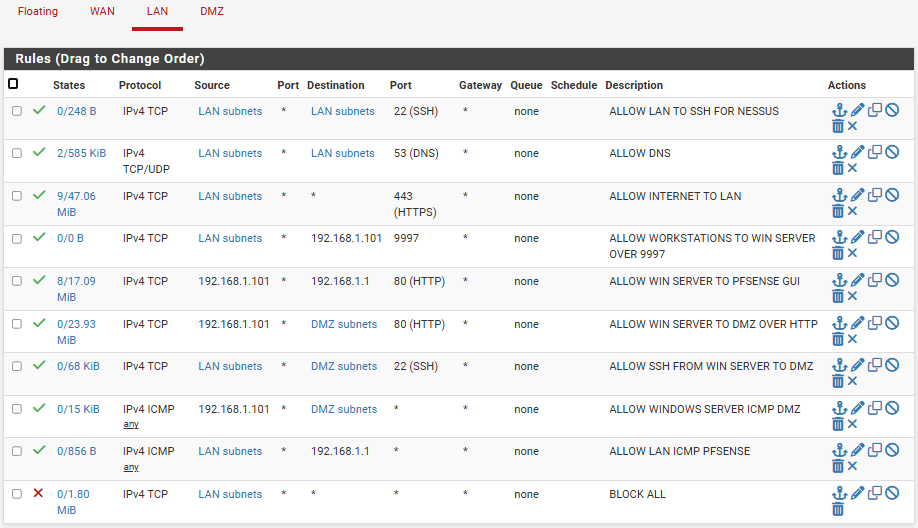 Floating WAN LAN DMZ
Rules (Drag to Change Order)
States Protocol Source Port Destination Port Gateway Queue Schedule Description Actions
0/248 B IPv4 TCP LAN subnets * LAN subnets 22 (SSH) * none ALLOW LAN TO SSH FOR NESSUS
2/585 KiB IPv4 LAN subnets * LAN subnets 53 (DNS) * none ALLOW DNS
TCP/UDP
9/47.06 IPv4 TCP LAN subnets * * 443 * none ALLOW INTERNET TO LAN
MiB (HTTPS)
0/0 B IPv4 TCP LAN subnets * 192.168.1.101 9997 * none ALLOW WORKSTATIONS TO WIN SERVER
OVER 9997
8/17.09 IPv4 TCP 192.168.1.101 * 192.168.1.1 80 (HTTP) * none ALLOW WIN SERVER TO PFSENSE GUI
MiB
0/23.93 IPv4 TCP 192.168.1.101 * DMZ subnets 80 (HTTP) * none ALLOW WIN SERVER TO DMZ OVER HTTP
MiB
0/68 KiB IPv4 TCP LAN subnets * DMZ subnets 22 (SSH) * none ALLOW SSH FROM WIN SERVER TO DMZ
0/15 KiB IPv4 ICMP 192.168.1.101 * DMZ subnets * * none ALLOW WINDOWS SERVER ICMP DMZ
any
0/856 B IPv4 ICMP LAN subnets * 192.168.1.1 * * none ALLOW LAN ICMP PFSENSE
any
0/1.80 IPv4 TCP LAN subnets * * * * none BLOCK ALL
MiB